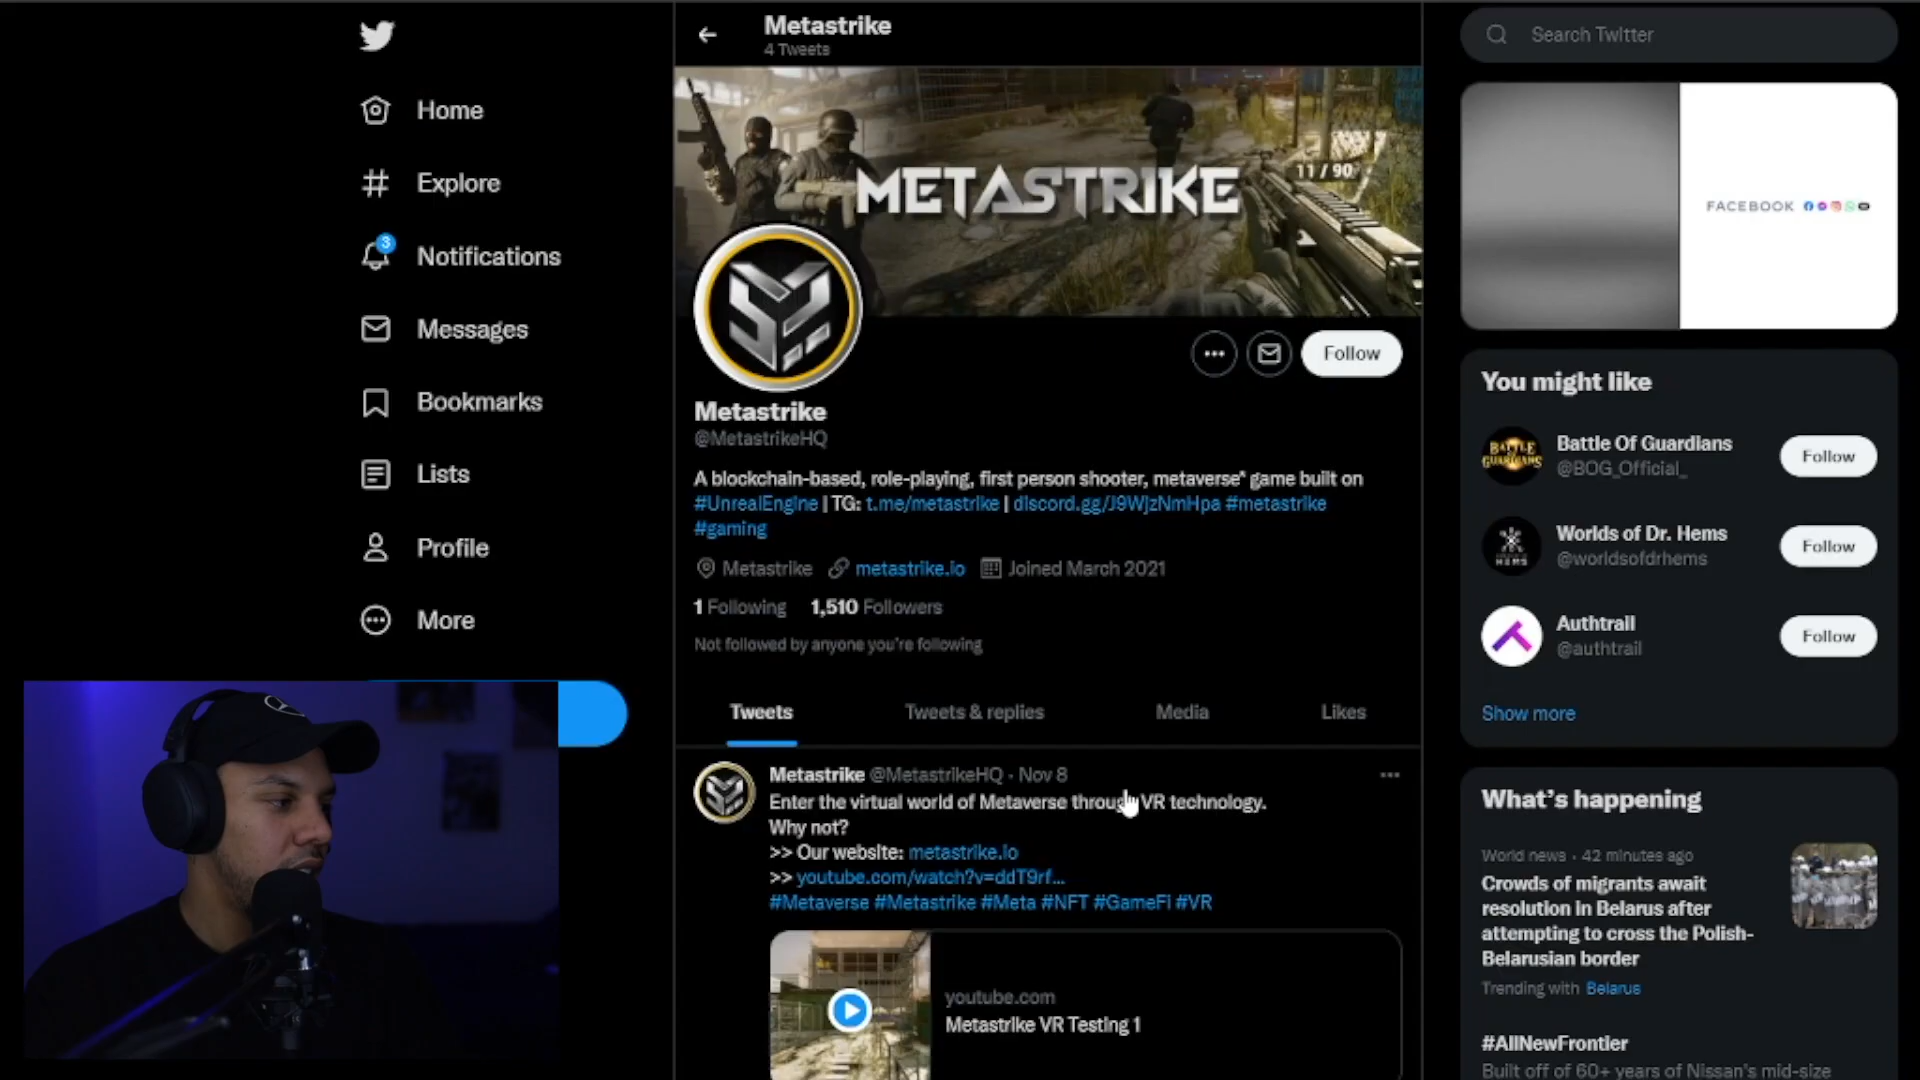 Home
Explore
3
Notifications
Messages
Bookmarks
Lists
Profile
More
Metastrike
4 Tweets
METASTRIKE
11 / 90
Follow
Metastrike
@MetastrikeHQ
A blockchain-based, role-playing, first person shooter, metaverse* game built on
#UnrealEngine | TG: t.me/metastrike | discord.gg/J9WjzNmHpa #metastrike
#gaming
Metastrike metastrike.io Joined March 2021
1 Following 1,510 Followers
Not followed by anyone you're following
Tweets Tweets & replies Media Likes
Metastrike @MetastrikeHQ · Nov 8
Enter the virtual world of Metaverse through VR technology.
Why not?
>> Our website: metastrike.io
>> youtube.com/watch?v=ddT9rf...
#Metaverse #Metastrike #Meta #NFT #GameFi #VR
youtube.com
Metastrike VR Testing 1
Search Twitter
FACEBOOK
You might like
Battle Of Guardians
@BOG_Official_
Follow
BATTLE OF GUARDIANS
Worlds of Dr. Hems
@worldsofdrhems
Follow
Authtrail
@authtrail
Follow
Show more
What's happening
World news · 42 minutes ago
Crowds of migrants await
resolution in Belarus after
attempting to cross the Polish-
Belarusian border
Trending with Belarus
#AllNewFrontier
Built off of 60+ years of Nissan's mid-size